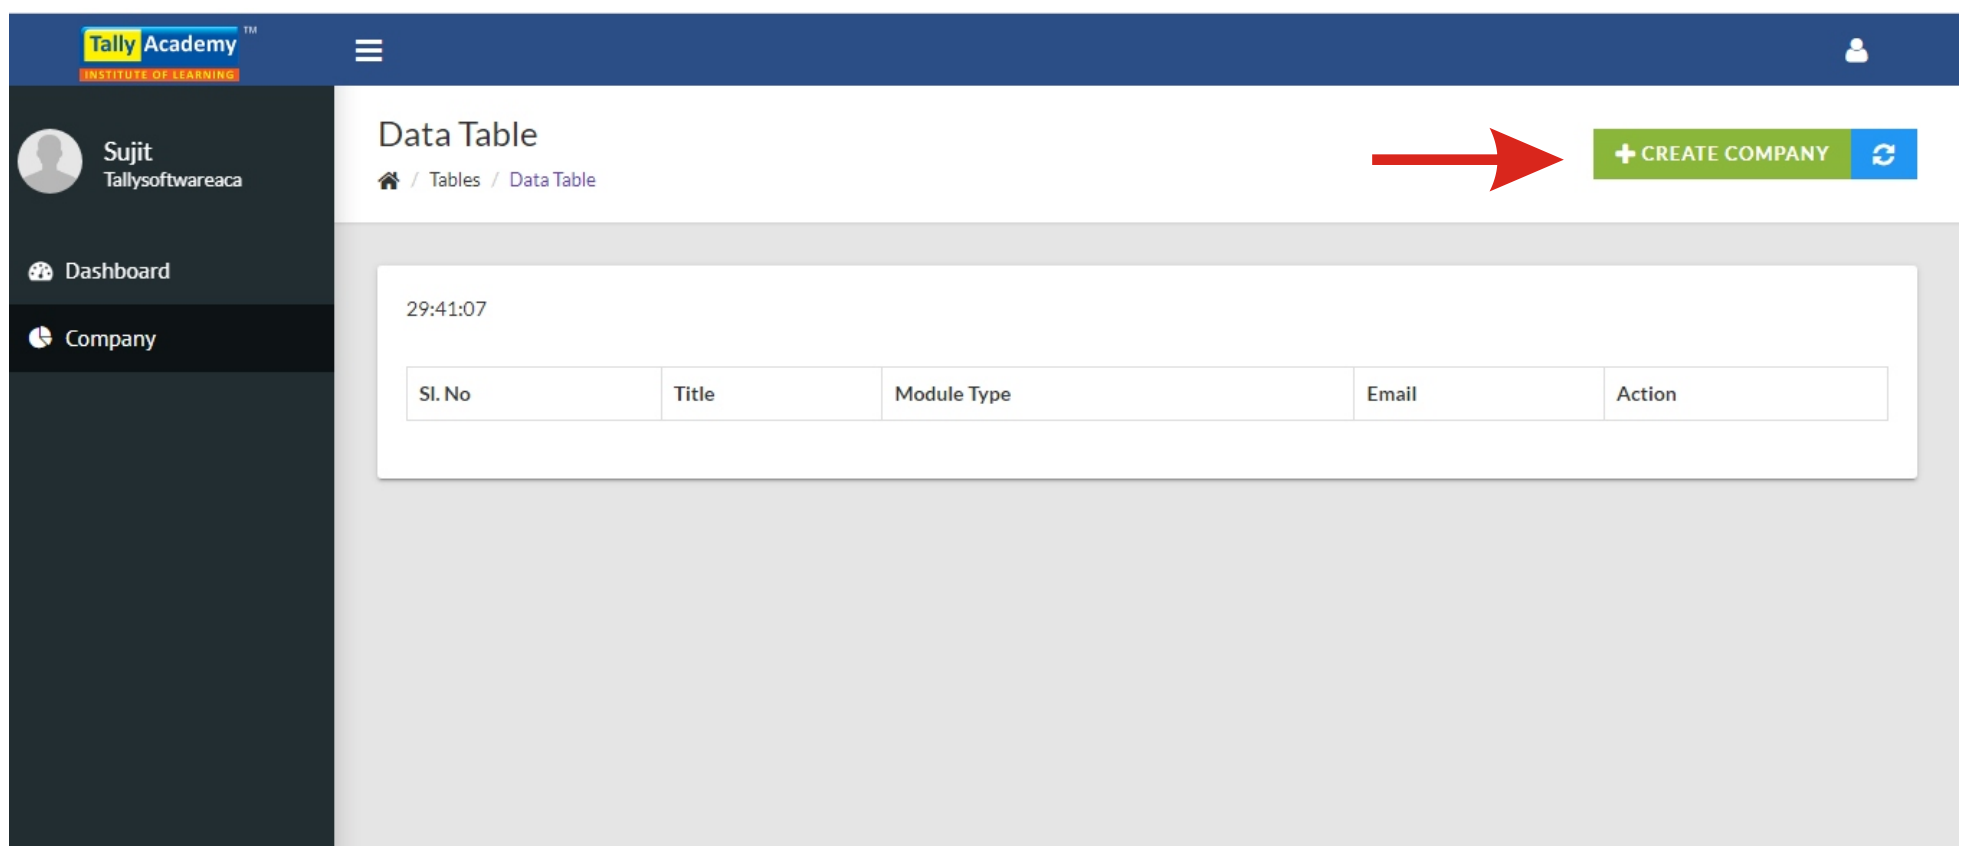 Tally Academy TM
INSTITUTE OF LEARNING
Sujit
Tallysoftwareaca
Dashboard
Company
Data Table
/ Tables / Data Table
CREATE COMPANY
29:41:07
Sl. No Title Module Type Email Action